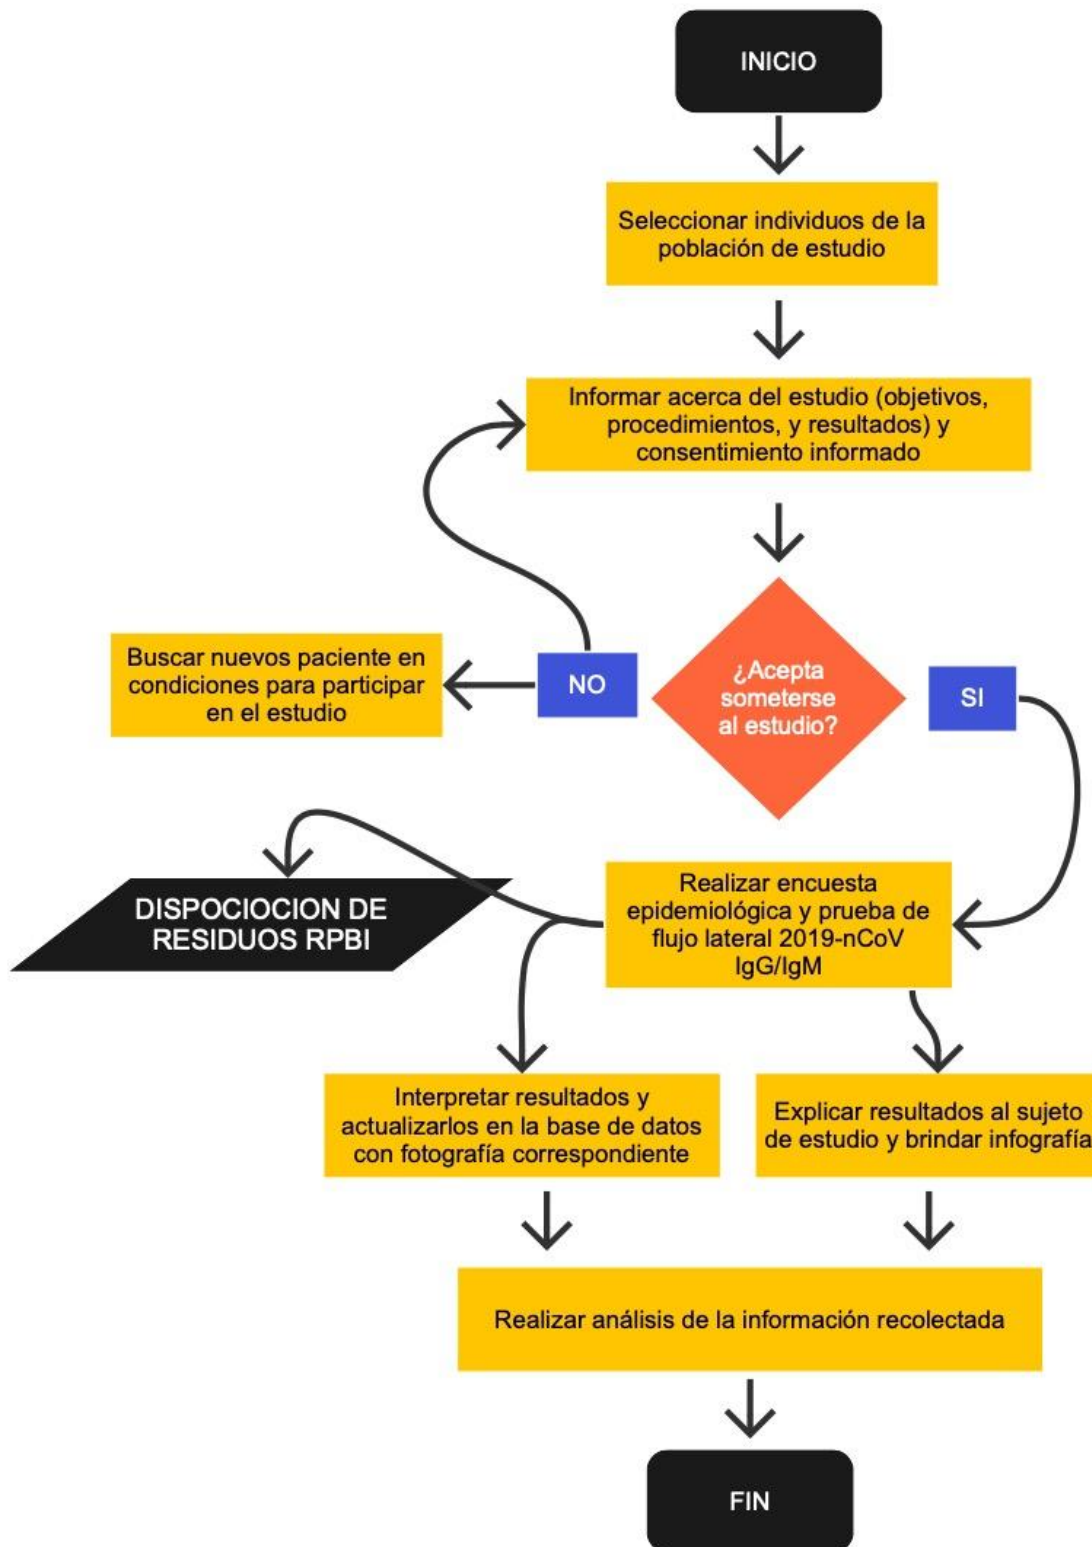 INICIO
Seleccionar individuos de la
población de estudio
Informar acerca del estudio (objetivos,
procedimientos, y resultados) y
consentimiento informado
¿Acepta
someterse
al estudio?
NO
SI
Buscar nuevos paciente en
condiciones para participar
en el estudio
Realizar encuesta
epidemiológica y prueba de
flujo lateral 2019-nCoV
IgG/IgM
DISPOCIOCION DE
RESIDUOS RPBI
Interpretar resultados y
actualizarlos en la base de datos
con fotografía correspondiente
Explicar resultados al sujeto
de estudio y brindar infografía
Realizar análisis de la información recolectada
FIN